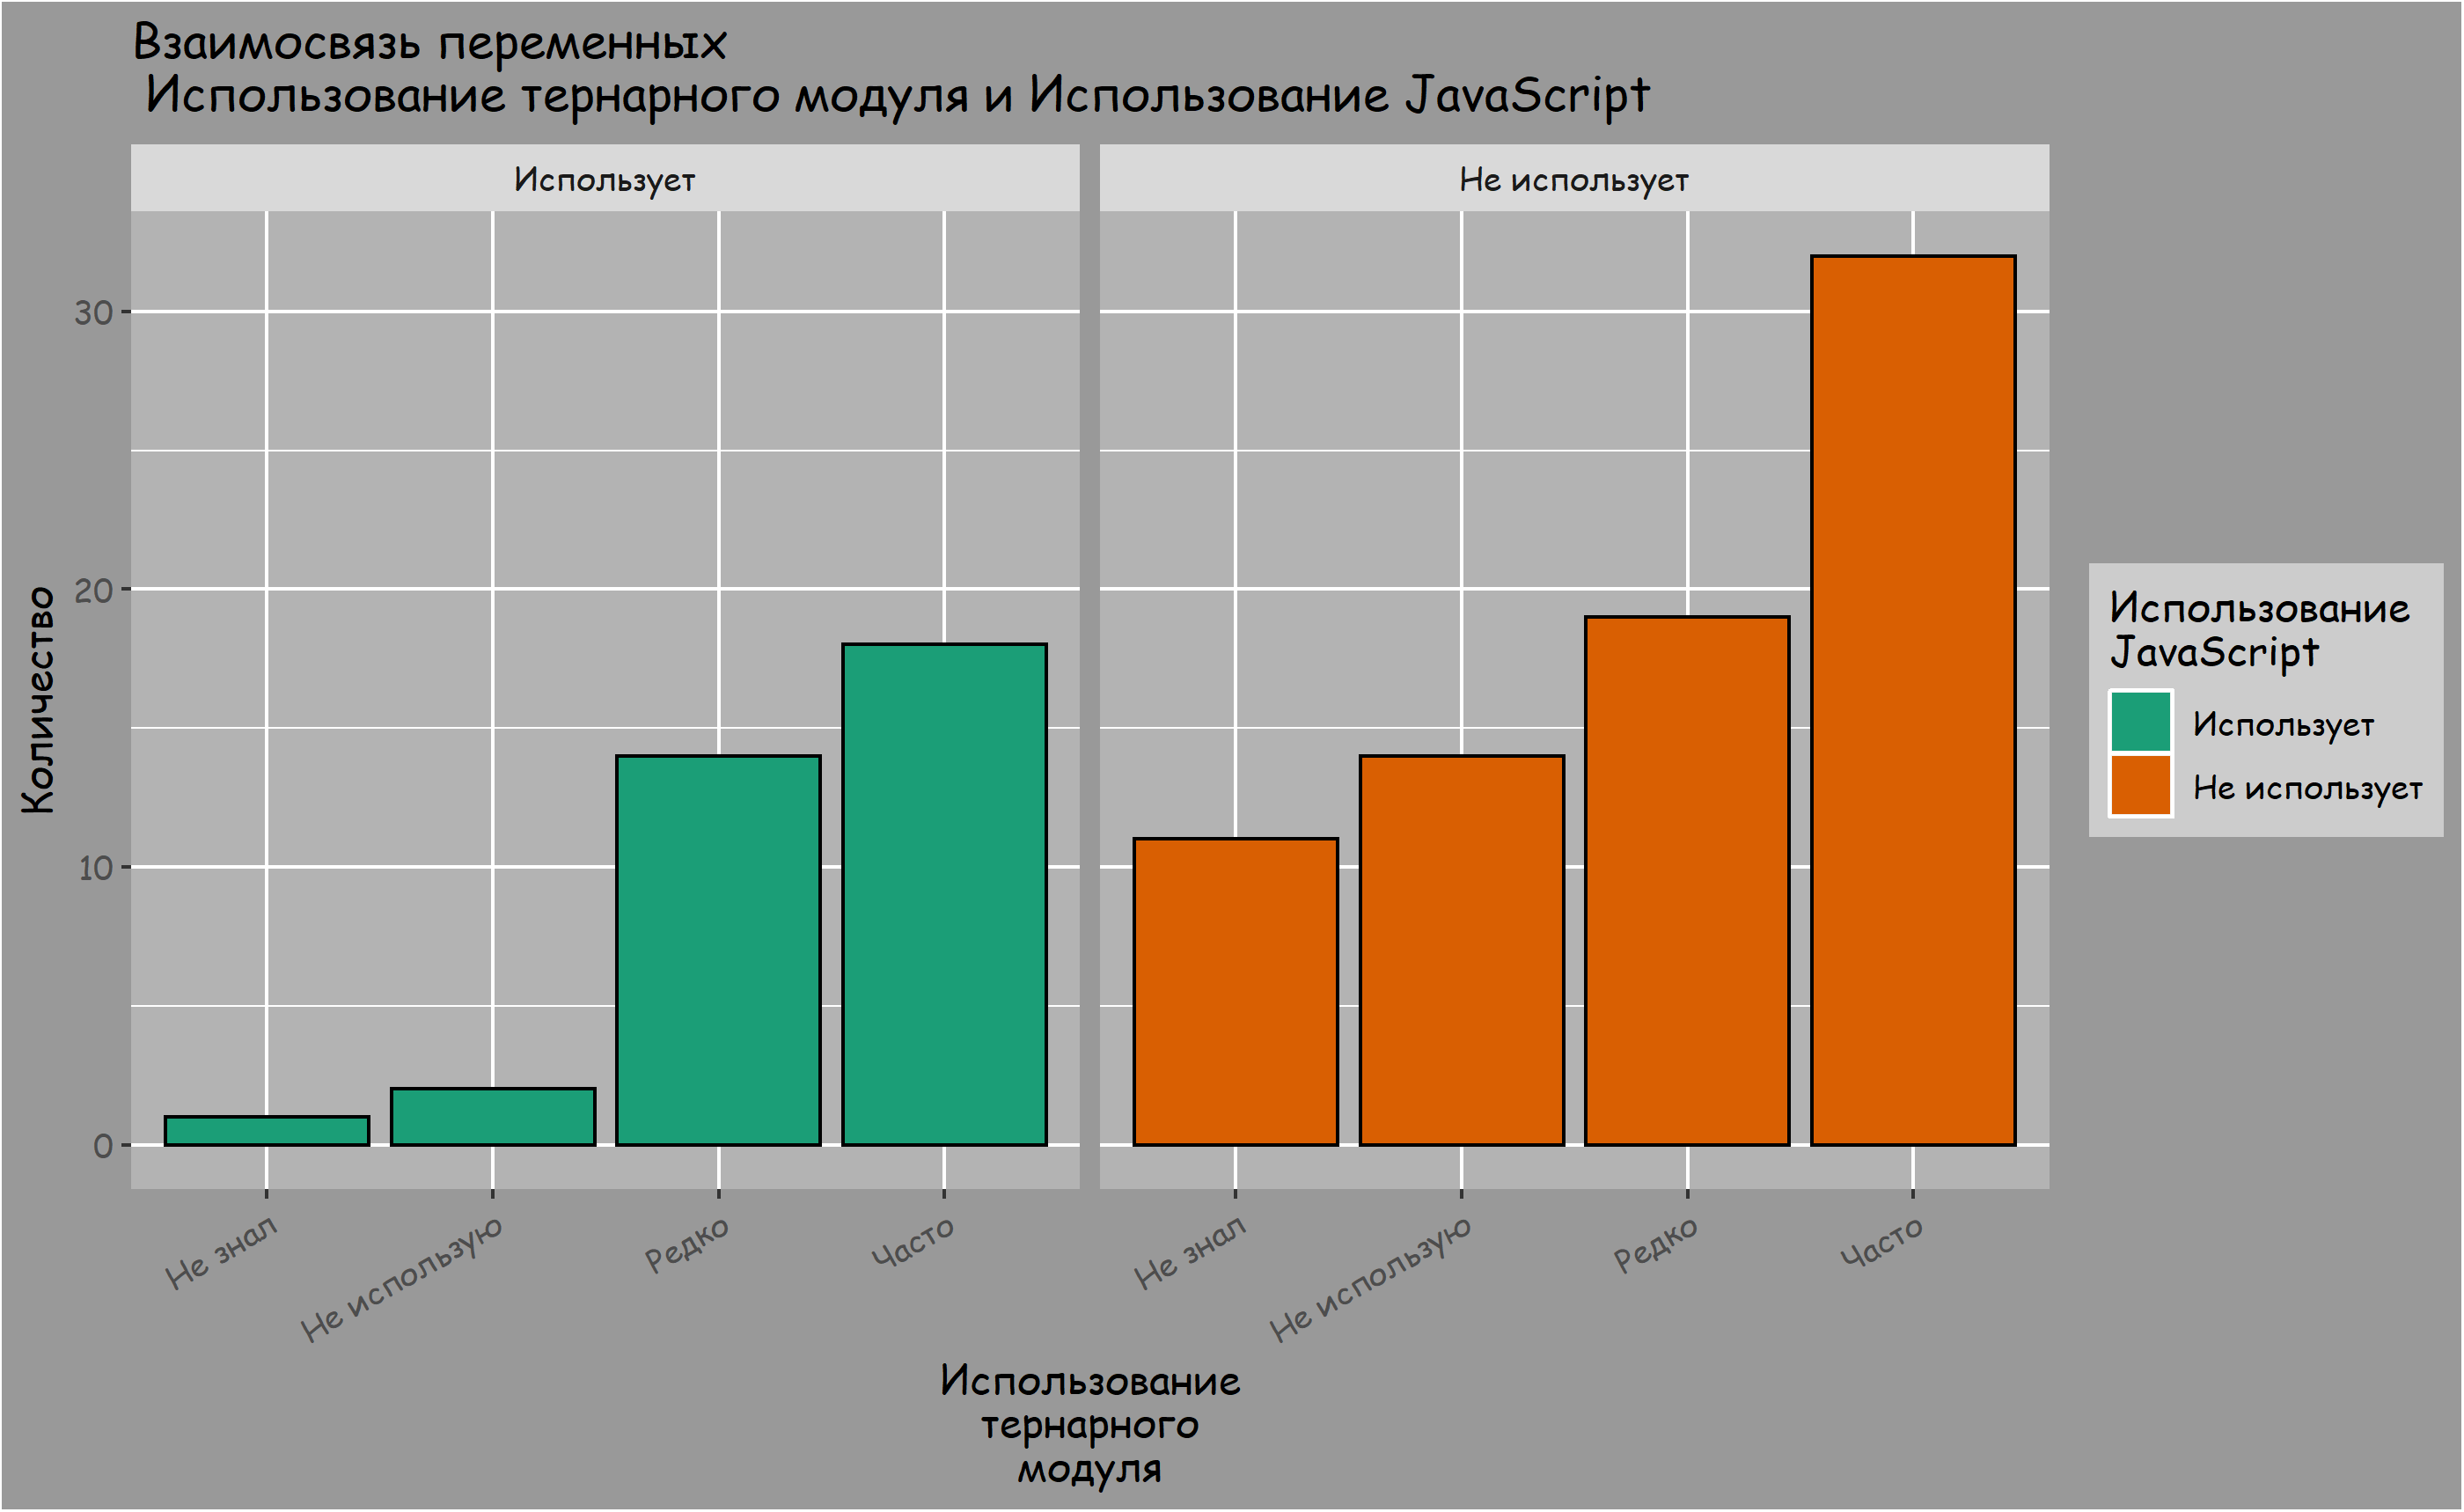 Взаимосвязь переменных
Использование тернарного модуля и Использование JavaScript
Использует
Не использует
Количество
30
20
10
0
Не знал
Не использую
Редко
Часто
Не знал
Не использую
Редко
Часто
Использование
тернарного
модуля
Использование
JavaScript
Использует
Не использует